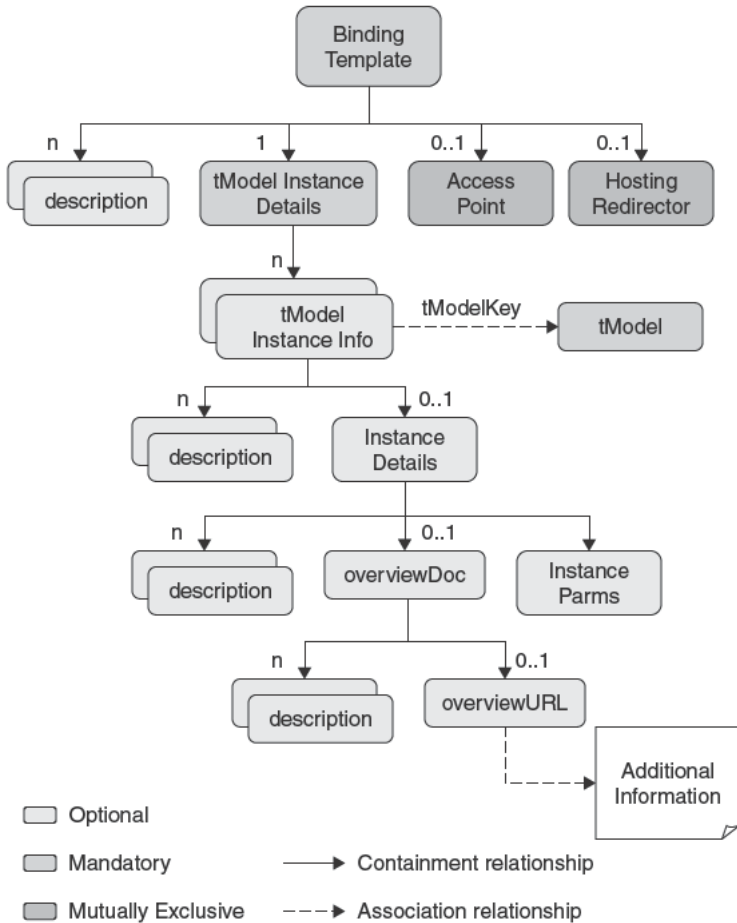 Binding
Template
n
1
0..1
0..1
description
tModel Instance
Details
Access
Point
Hosting
Redirector
n
tModel
Instance Info
tModelKey
tModel
n
0..1
description
Instance
Details
n
0..1
description
overviewDoc
Instance
Parms
n
0..1
description
overviewURL
Additional
Information
Optional
Mandatory
Containment relationship
Mutually Exclusive
Association relationship